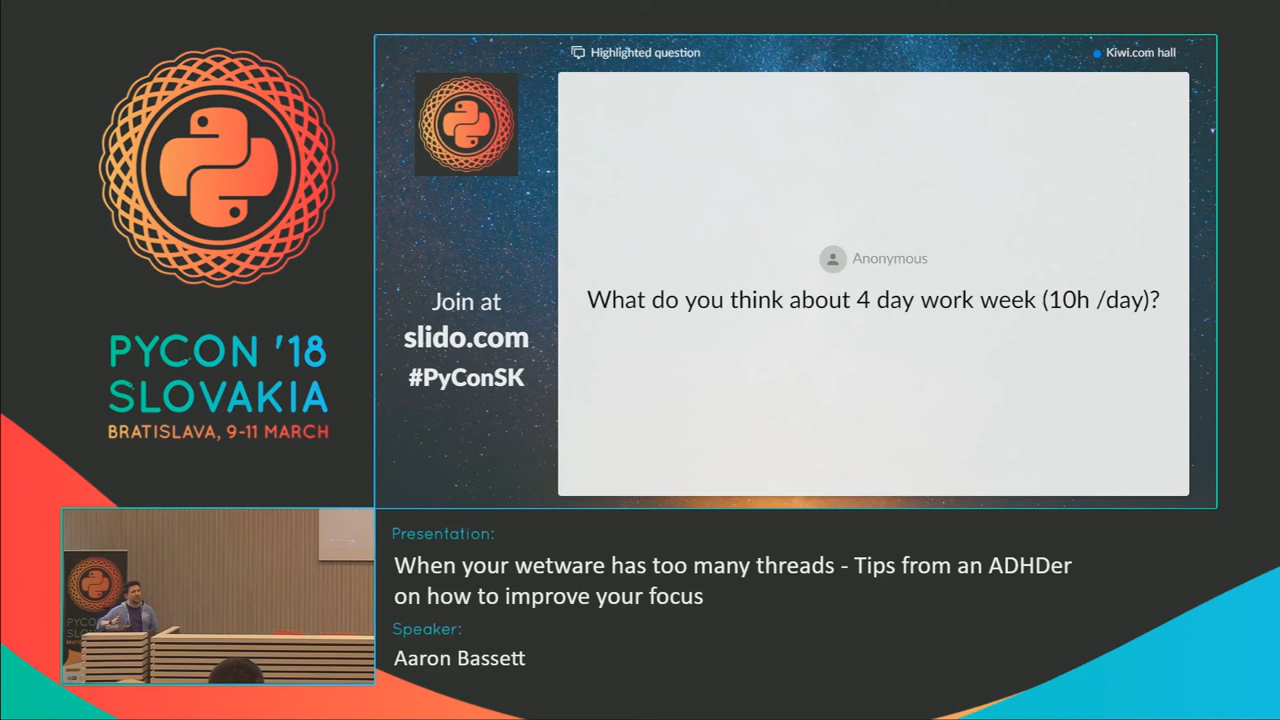 PYCON '18
SLOVAKIA
BRATISLAVA, 9-11 MARCH
Highlighted question
Kiwi.com hall
Join at
slido.com
#PyConSK
Anonymous
What do you think about 4 day work week (10h /day)?
Presentation:
When your wetware has too many threads - Tips from an ADHDer
on how to improve your focus
Speaker:
Aaron Bassett